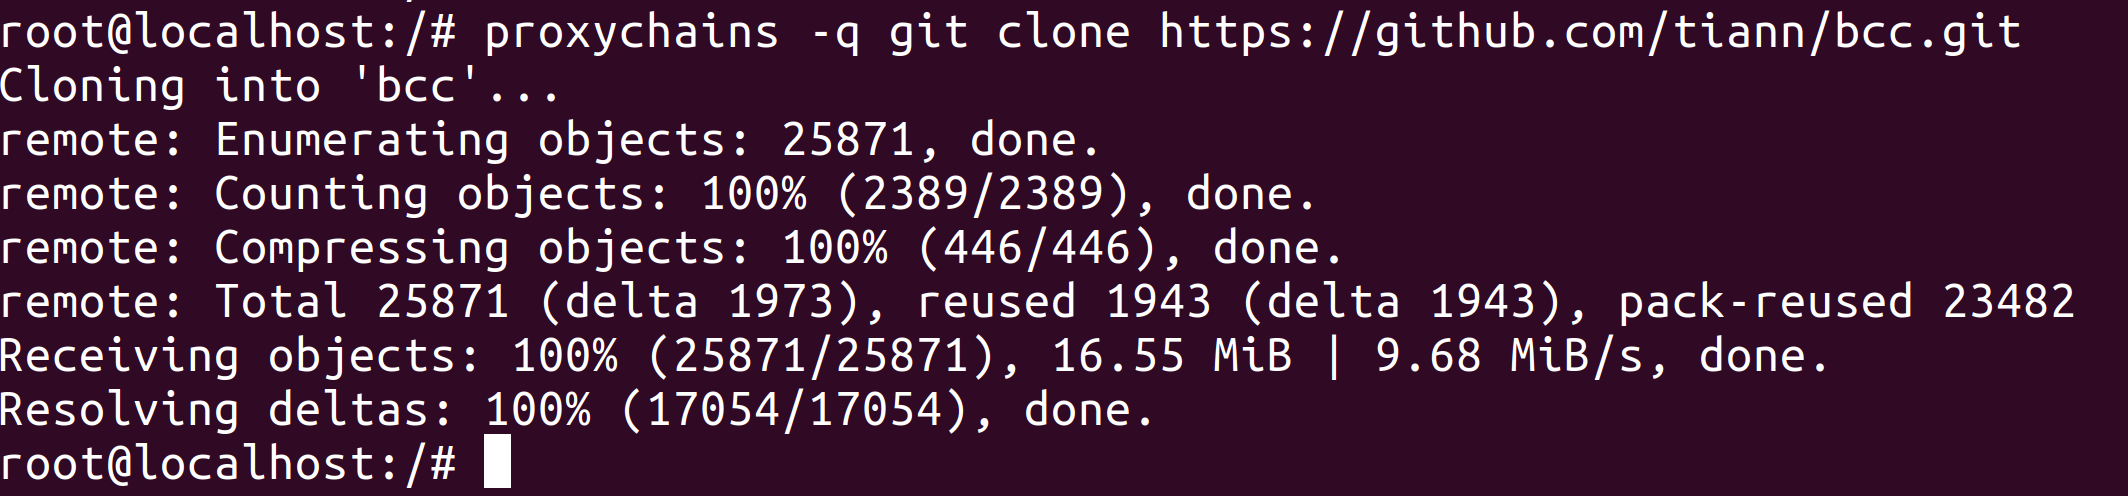 root@localhost:/# proxychains -q git clone https://github.com/tiann/bcc.git
Cloning into 'bcc'...
remote: Enumerating objects: 25871, done.
remote: Counting objects: 100% (2389/2389), done.
remote: Compressing objects: 100% (446/446), done.
remote: Total 25871 (delta 1973), reused 1943 (delta 1943), pack-reused 23482
Receiving objects: 100% (25871/25871), 16.55 MiB | 9.68 MiB/s, done.
Resolving deltas: 100% (17054/17054), done.
root@localhost:/#